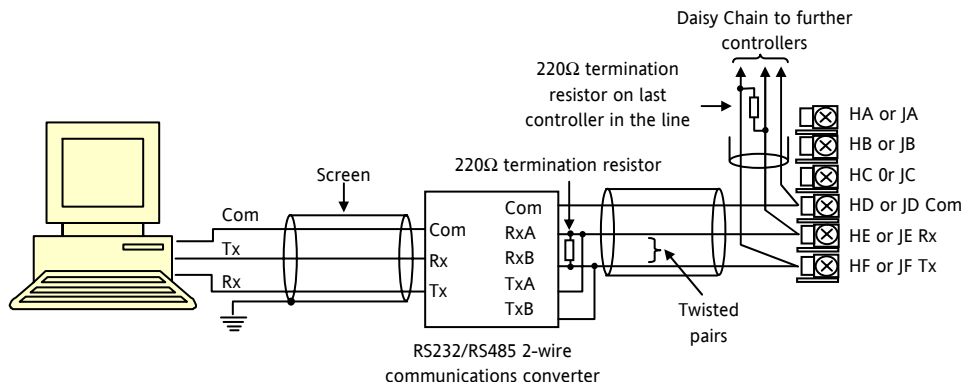 Daisy Chain to further
controllers
220Ω termination
resistor on last
controller in the line
HA or JA
HB or JB
HC 0r JC
HD or JD Com
HE or JE Rx
HF or JF Tx
220Ω termination resistor
Screen
Com
Tx
Rx
Com
Rx
Tx
Com
RxA
RxB
TxA
TxB
Twisted
pairs
RS232/RS485 2-wire
communications converter